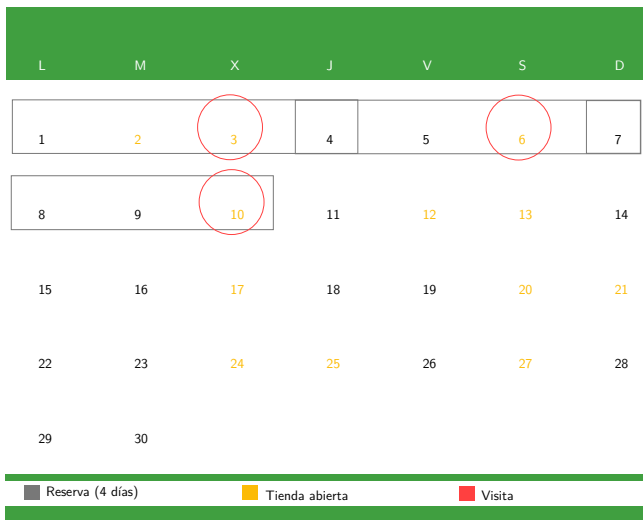 L M X J V S D
1 2 3 4 5 6 7
8 9 10 11 12 13 14
15 16 17 18 19 20 21
22 23 24 25 26 27 28
29 30
Reserva (4 días) Tienda abierta Visita